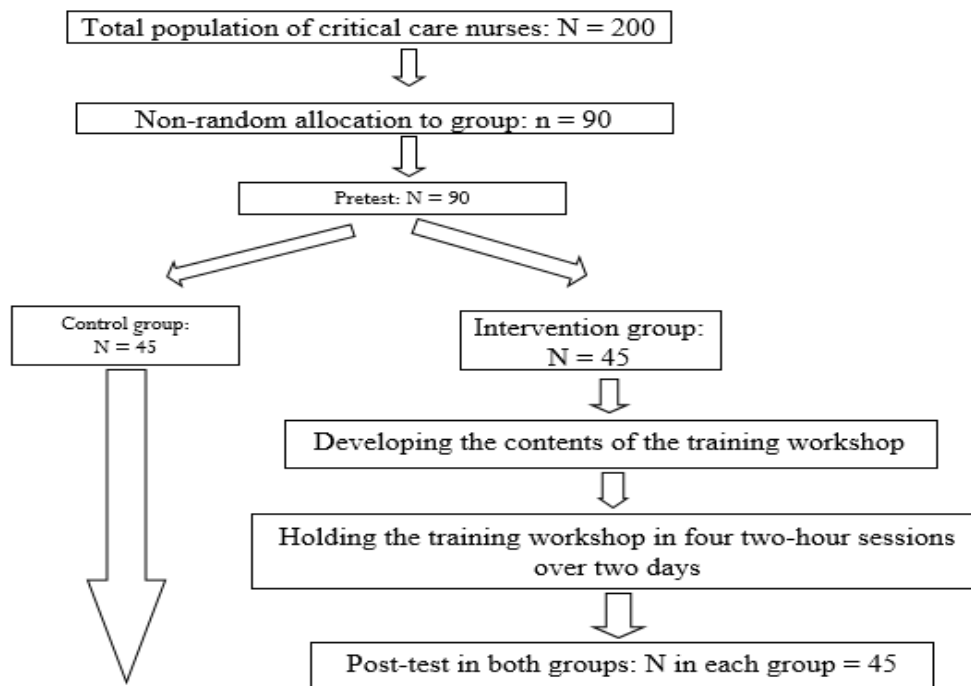 Total population of critical care nurses: N = 200
Non-random allocation to group: n = 90
Pretest: N = 90
Control group:
N = 45
Intervention group:
N = 45
Developing the contents of the training workshop
Holding the training workshop in four two-hour sessions
over two days
Post-test in both groups: N in each group = 45